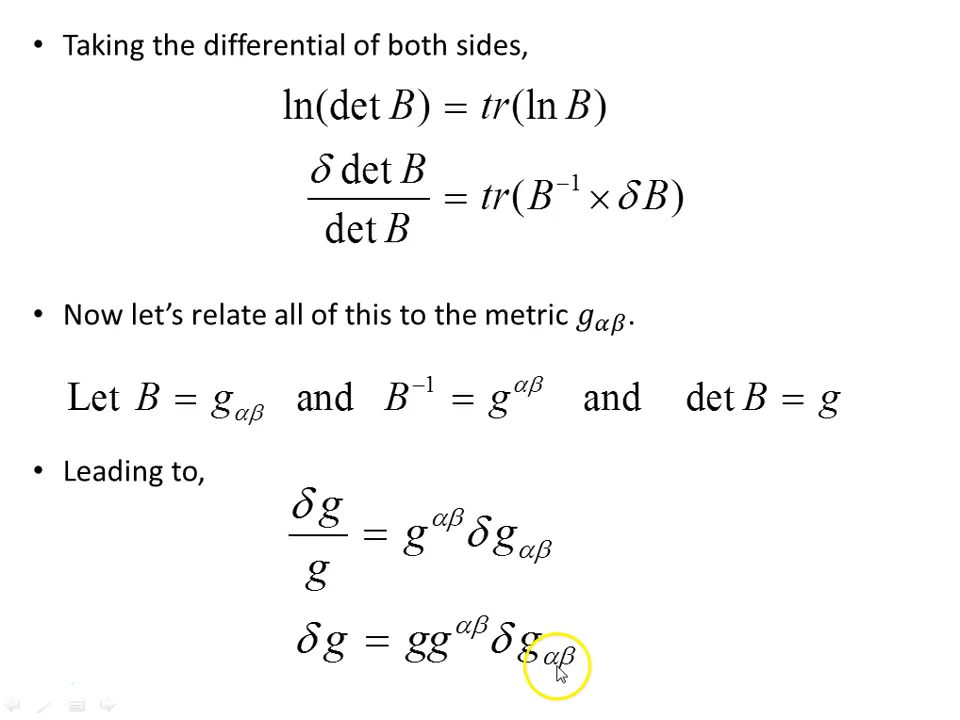 • Taking the differential of both sides,
ln(det B) = tr(ln B)
δ det B / det B = tr(B⁻¹ × δB)
• Now let's relate all of this to the metric g_αβ.
Let B = g_αβ and B⁻¹ = g^αβ and det B = g
• Leading to,
δg / g = g^αβ δg_αβ
δg = gg^αβ δg_αβ